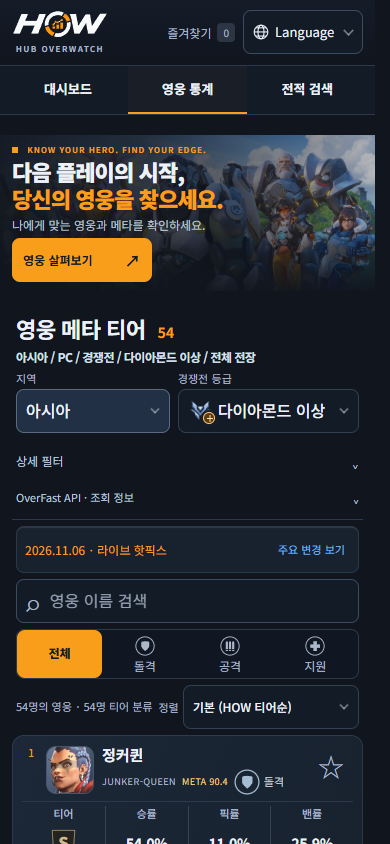 HOW
HUB OVERWATCH
즐겨찾기 0
Language
대시보드 영웅 통계 전적 검색
KNOW YOUR HERO. FIND YOUR EDGE.
다음 플레이의 시작,
당신의 영웅을 찾으세요.
나에게 맞는 영웅과 메타를 확인하세요.
영웅 살펴보기 ↗
영웅 메타 티어 54
아시아 / PC / 경쟁전 / 다이아몬드 이상 / 전체 전장
지역 경쟁전 등급
아시아 다이아몬드 이상
상세 필터
OverFast API · 조회 정보
2026.11.06 · 라이브 핫픽스 주요 변경 보기
영웅 이름 검색
전체 돌격 공격 지원
54명의 영웅 · 54명 티어 분류 정렬 기본 (HOW 티어순)
1 정커퀸
JUNKER-QUEEN META 90.4 돌격
티어 승률 픽률 밴률
S 54.0% 11.0% 25.9%